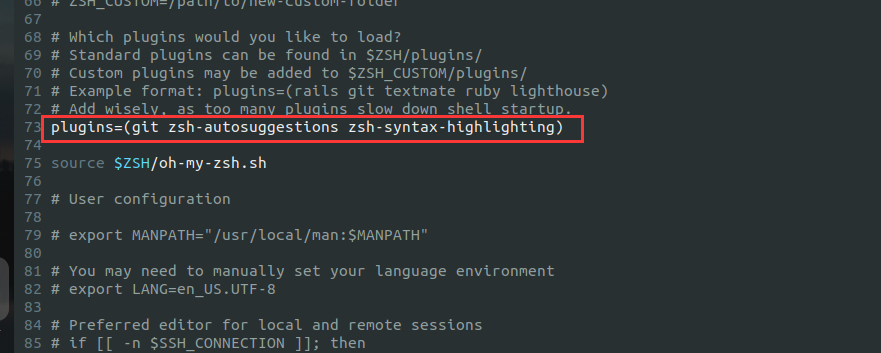 66 # ZSH_CUSTOM=/path/to/new-custom-folder
67
68 # Which plugins would you like to load?
69 # Standard plugins can be found in $ZSH/plugins/
70 # Custom plugins may be added to $ZSH_CUSTOM/plugins/
71 # Example format: plugins=(rails git textmate ruby lighthouse)
72 # Add wisely, as too many plugins slow down shell startup.
73 plugins=(git zsh-autosuggestions zsh-syntax-highlighting)
74
75 source $ZSH/oh-my-zsh.sh
76
77 # User configuration
78
79 # export MANPATH="/usr/local/man:$MANPATH"
80
81 # You may need to manually set your language environment
82 # export LANG=en_US.UTF-8
83
84 # Preferred editor for local and remote sessions
85 # if [[ -n $SSH_CONNECTION ]]; then